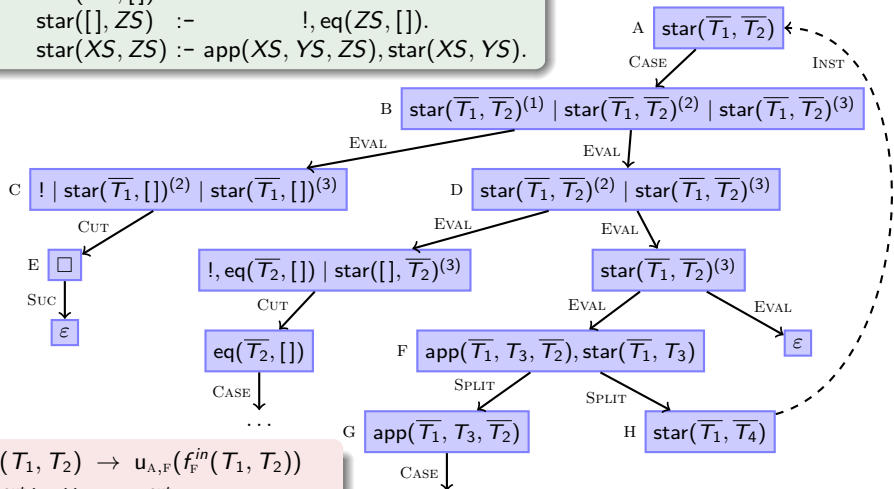 star([], ZS) :- !, eq(ZS, []).
star(XS, ZS) :- app(XS, YS, ZS), star(XS, YS).
A star(T̅₁, T̅₂)
CASE INST
B star(T̅₁, T̅₂)⁽¹⁾ | star(T̅₁, T̅₂)⁽²⁾ | star(T̅₁, T̅₂)⁽³⁾
EVAL EVAL
C ! | star(T̅₁, [])⁽²⁾ | star(T̅₁, [])⁽³⁾ D star(T̅₁, T̅₂)⁽²⁾ | star(T̅₁, T̅₂)⁽³⁾
CUT EVAL EVAL
E □ !, eq(T̅₂, []) | star([], T̅₂)⁽³⁾ star(T̅₁, T̅₂)⁽³⁾
SUC CUT EVAL EVAL
ε eq(T̅₂, []) F app(T̅₁, T₃, T̅₂), star(T̅₁, T₃) ε
CASE SPLIT SPLIT
... G app(T̅₁, T₃, T̅₂) H star(T̅₁, T̅₄)
(T₁, T₂) → u_{A,F}(f_F^{in}(T₁, T₂))
CASE